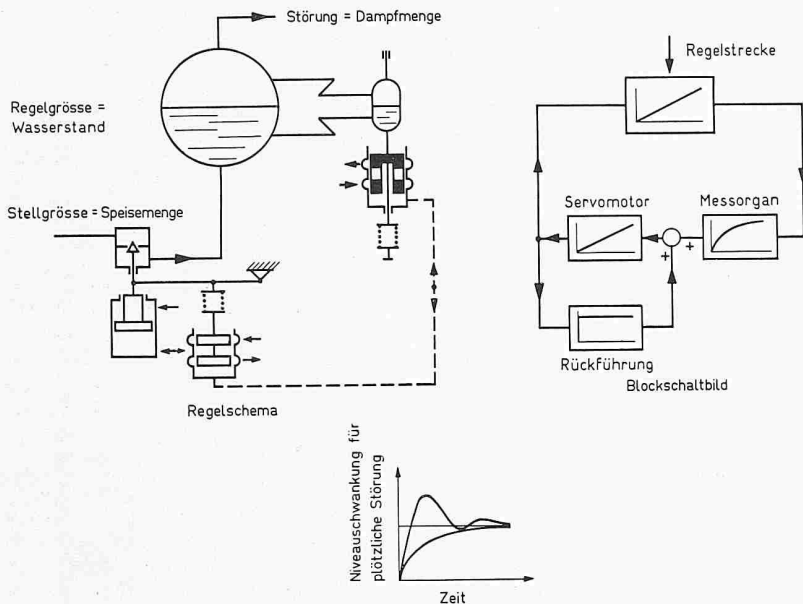 Störung = Dampfmenge
Regelgrösse =
Wasserstand
Stellgrösse = Speisemenge
Regelschema
Regelstrecke
Servomotor
Messorgan
+
+
Rückführung
Blockschaltbild
Niveauschwankung für
plötzliche Störung
Zeit